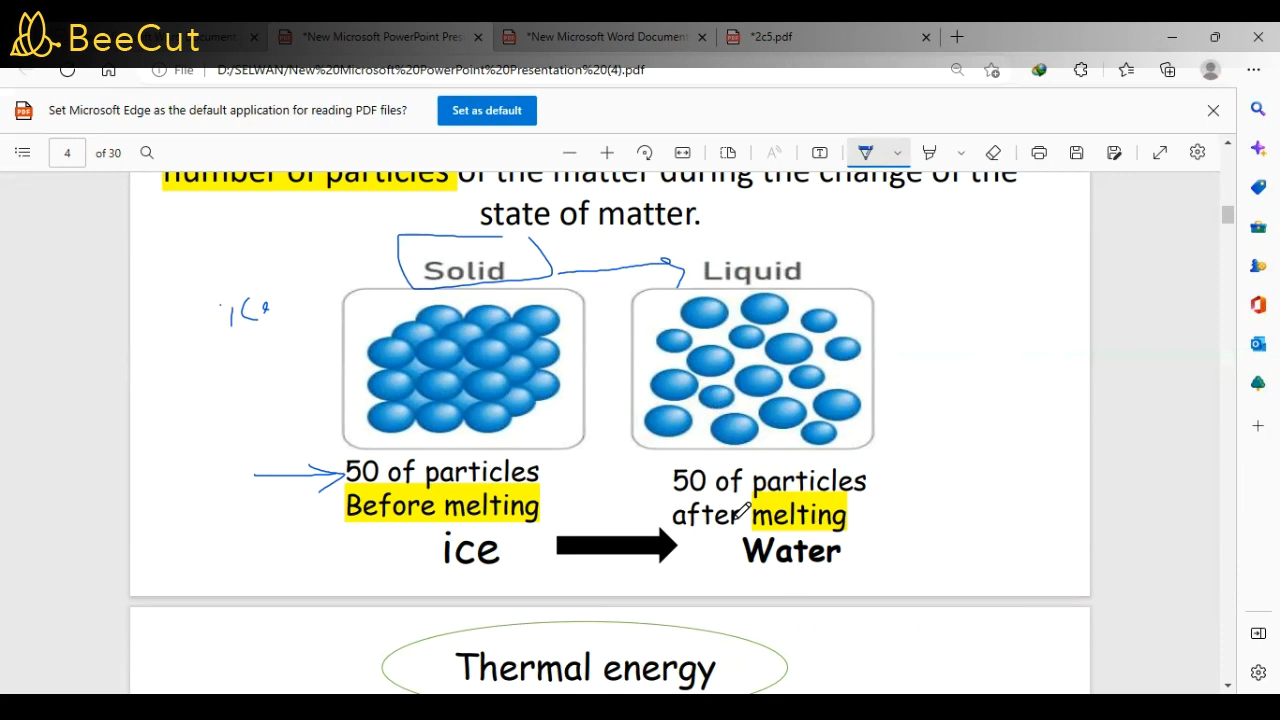 BeeCut
*New Microsoft PowerPoint Pres
*New Microsoft Word Document
*2c5.pdf
File
D:/SELWAN/New%20Microsoft%20PowerPoint%20Presentation%20(4).pdf
Set Microsoft Edge as the default application for reading PDF files?
Set as default
4 of 30
number of particles of the matter during the change of the
state of matter.
Solid
Liquid
ice
50 of particles
Before melting
ice
50 of particles
after melting
Water
Thermal energy